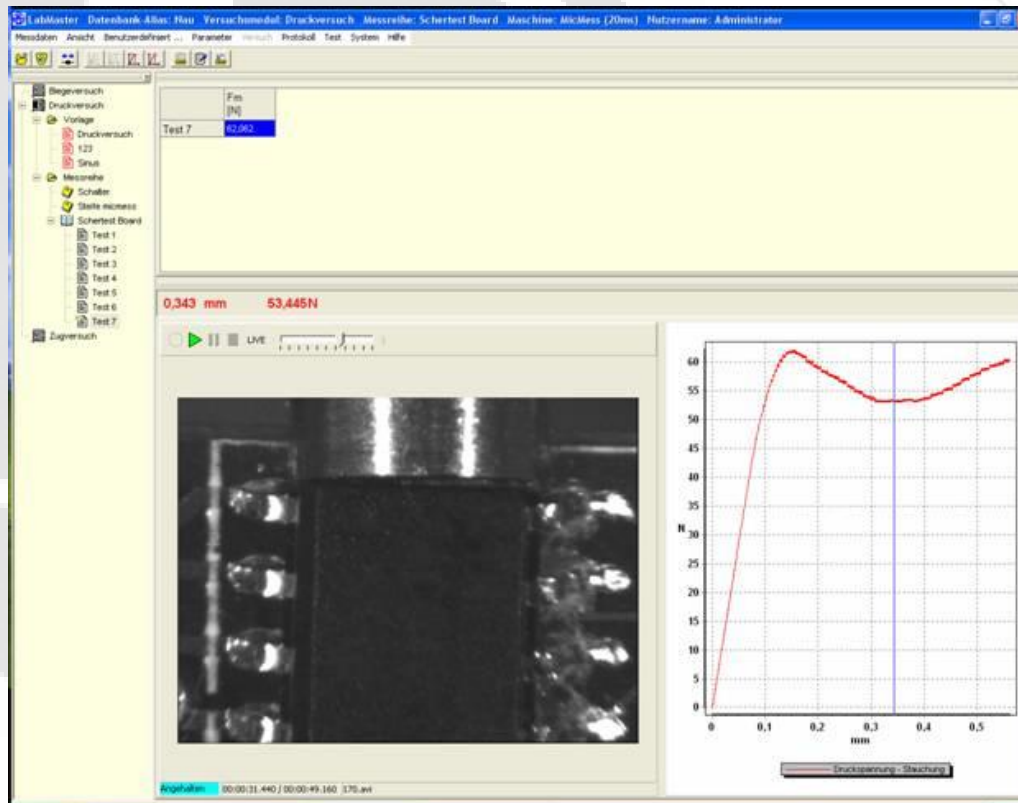 LabMaster Datenbank-Alias: Nau Versuchsmodul: Druckversuch Messreihe: Schertest Board Maschine: MicMess (20ms) Nutzername: Administrator
Messdaten Ansicht Benutzerdefiniert ... Parameter Versuch Protokoll Test System Hilfe
Biegeversuch
Druckversuch
Vorlage
Druckversuch
123
Sinus
Messreihe
Schalter
Steife micmess
Schertest Board
Test 1
Test 2
Test 3
Test 4
Test 5
Test 6
Test 7
Zugversuch
Fm
[N]
Test 7 62,062
0,343 mm 53,445N
LIVE
60
55
50
45
40
35
N
30
25
20
15
10
5
0
0 0,1 0,2 0,3 0,4 0,5
mm
Druckspannung - Stauchung
Angehalten 00:00:31.440 / 00:00:49.160 170.avi